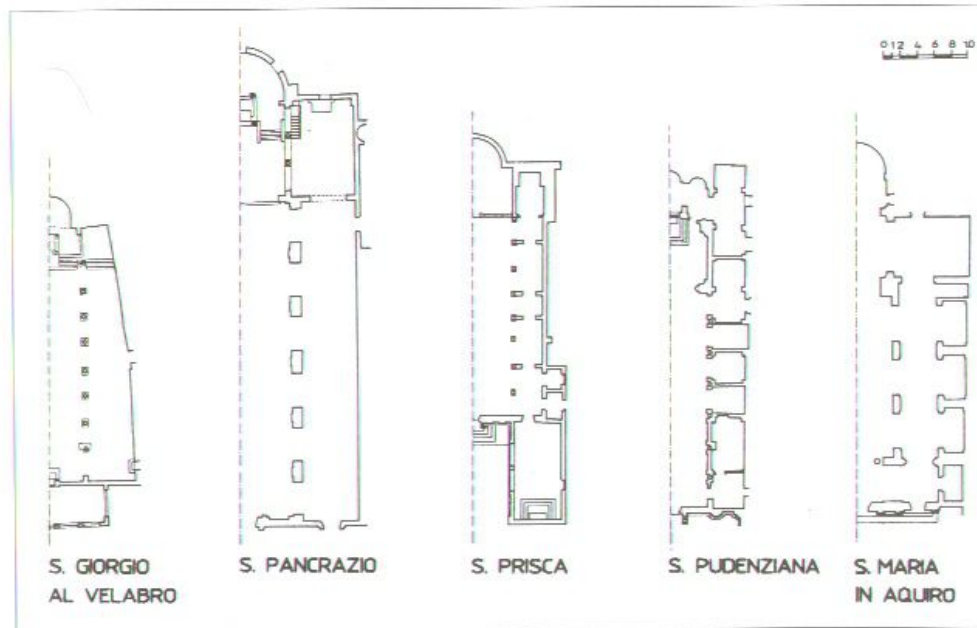 0 1 2 4 6 8 10
S. GIORGIO
AL VELABRO
S. PANCRAZIO
S. PRISCA
S. PUDENZIANA
S. MARIA
IN AQUIRO